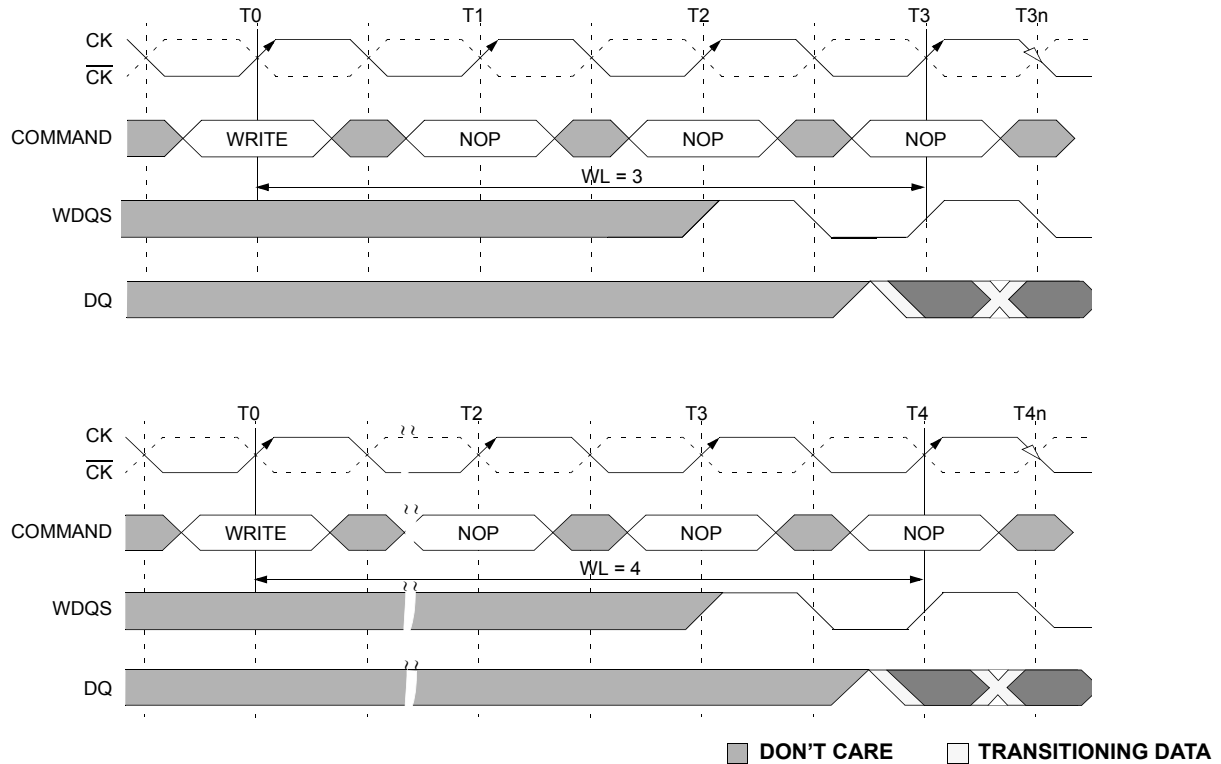 T0 T1 T2 T3 T3n
CK
CK
COMMAND WRITE NOP NOP NOP
WL = 3
WDQS
DQ
T0 T2 T3 T4 T4n
CK
CK
COMMAND WRITE NOP NOP NOP
WL = 4
WDQS
DQ
DON'T CARE TRANSITIONING DATA